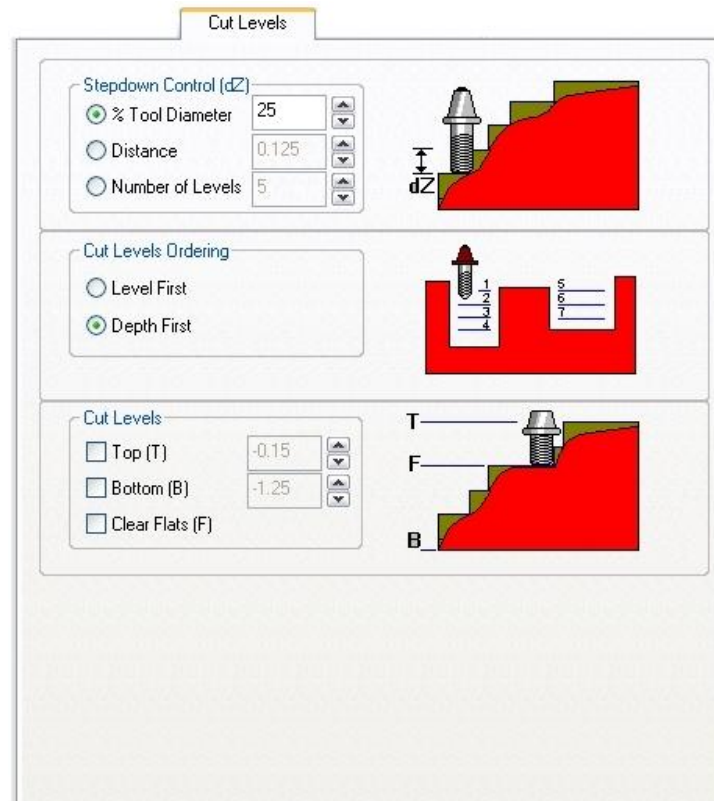 Cut Levels
Stepdown Control (dZ)
% Tool Diameter 25
Distance 0.125
Number of Levels 5
dZ
Cut Levels Ordering
Level First
Depth First
1 5
2 6
3 7
4
Cut Levels
Top (T) -0.15
Bottom (B) -1.25
Clear Flats (F)
T
F
B